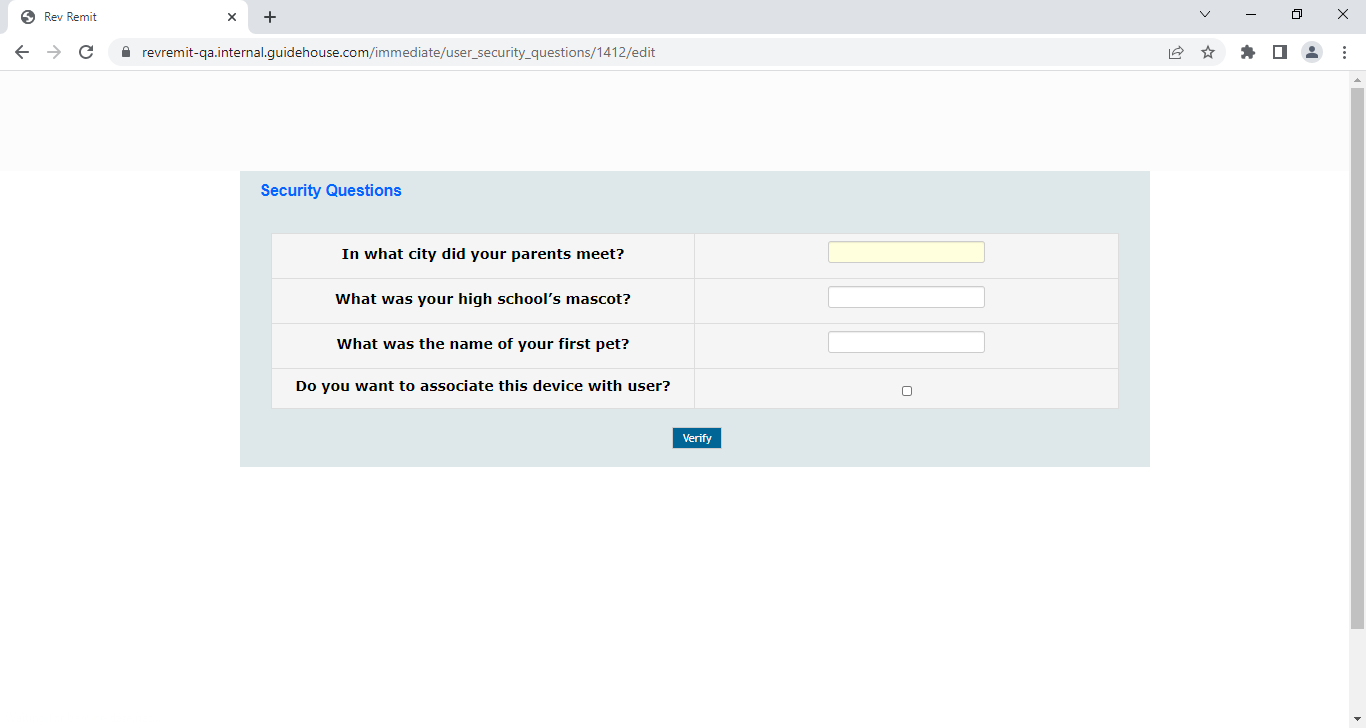 Rev Remit
revremit-qa.internal.guidehouse.com/immediate/user_security_questions/1412/edit
Security Questions
In what city did your parents meet?
What was your high school’s mascot?
What was the name of your first pet?
Do you want to associate this device with user?
Verify